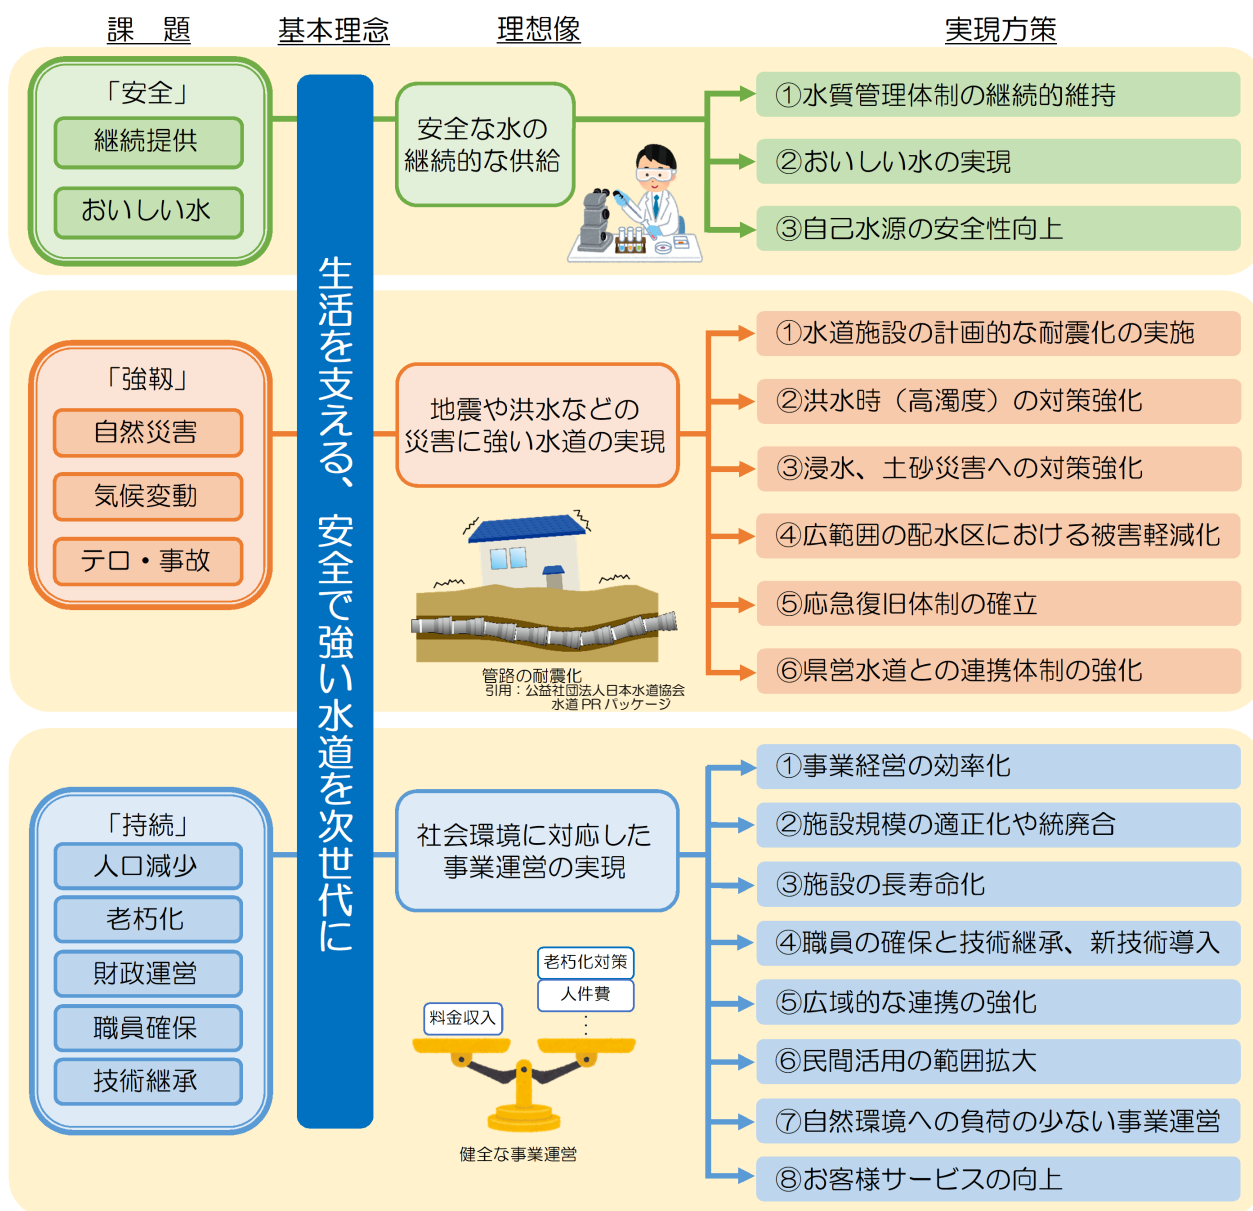 課 題
基本理念
理想像
実現方策
「安全」
継続提供
おいしい水
生活を支える、安全で強い水道を次世代に
安全な水の
継続的な供給
①水質管理体制の継続的維持
②おいしい水の実現
③自己水源の安全性向上
「強靱」
自然災害
気候変動
テロ・事故
地震や洪水などの
災害に強い水道の実現
管路の耐震化
引用：公益社団法人日本水道協会
水道 PR パッケージ
①水道施設の計画的な耐震化の実施
②洪水時（高濁度）の対策強化
③浸水、土砂災害への対策強化
④広範囲の配水区における被害軽減化
⑤応急復旧体制の確立
⑥県営水道との連携体制の強化
「持続」
人口減少
老朽化
財政運営
職員確保
技術継承
社会環境に対応した
事業運営の実現
老朽化対策
人件費
⋮
料金収入
健全な事業運営
①事業経営の効率化
②施設規模の適正化や統廃合
③施設の長寿命化
④職員の確保と技術継承、新技術導入
⑤広域的な連携の強化
⑥民間活用の範囲拡大
⑦自然環境への負荷の少ない事業運営
⑧お客様サービスの向上